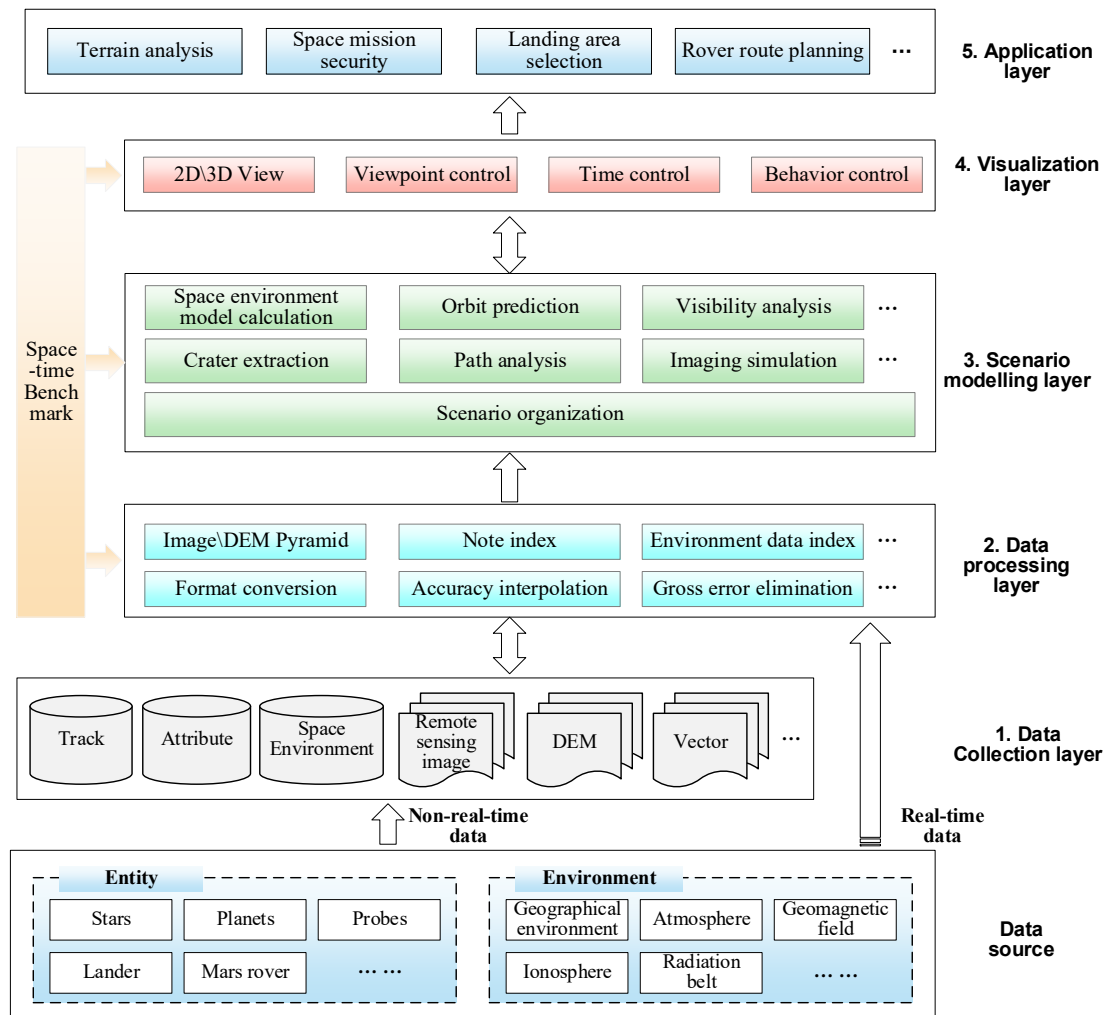 Terrain analysis
Space mission
security
Landing area
selection
Rover route planning
...
5. Application
layer
2D\3D View
Viewpoint control
Time control
Behavior control
4. Visualization
layer
Space
-time
Bench
mark
Space environment
model calculation
Orbit prediction
Visibility analysis
...
Crater extraction
Path analysis
Imaging simulation
...
Scenario organization
3. Scenario
modelling layer
Image\DEM Pyramid
Note index
Environment data index
...
Format conversion
Accuracy interpolation
Gross error elimination
...
2. Data
processing
layer
Track
Attribute
Space
Environment
Remote
sensing
image
DEM
Vector
...
1. Data
Collection layer
Non-real-time
data
Real-time
data
Entity
Stars
Planets
Probes
Lander
Mars rover
... ...
Environment
Geographical
environment
Atmosphere
Geomagnetic
field
Ionosphere
Radiation
belt
... ...
Data
source